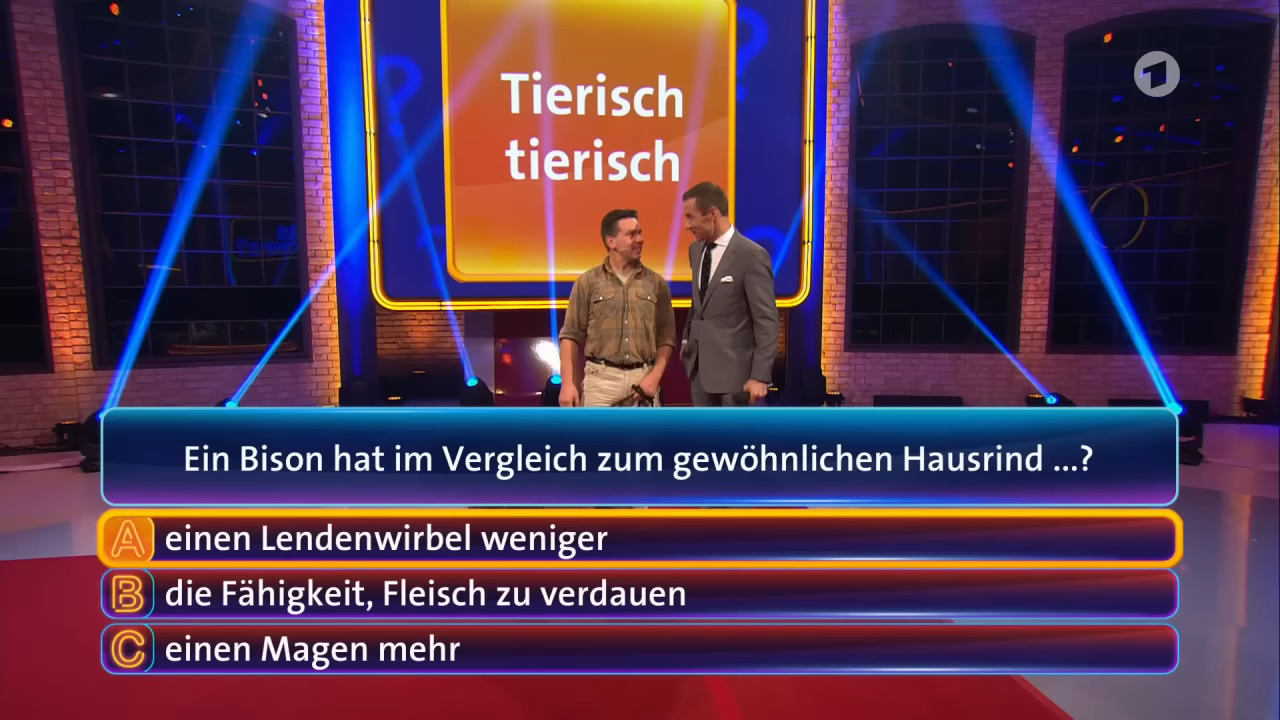 Tierisch
tierisch
1
Ein Bison hat im Vergleich zum gewöhnlichen Hausrind ...?
A einen Lendenwirbel weniger
B die Fähigkeit, Fleisch zu verdauen
C einen Magen mehr